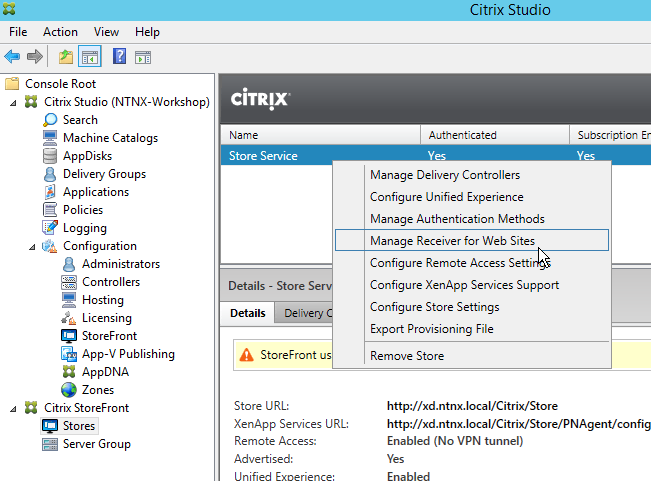 Citrix Studio
File Action View Help
Console Root
Citrix Studio (NTNX-Workshop)
Search
Machine Catalogs
AppDisks
Delivery Groups
Applications
Policies
Logging
Configuration
Administrators
Controllers
Hosting
Licensing
StoreFront
App-V Publishing
AppDNA
Zones
Citrix StoreFront
Stores
Server Group
CİTRIX
Name Authenticated Subscription En
Store Service Yes Yes
Manage Delivery Controllers
Configure Unified Experience
Manage Authentication Methods
Manage Receiver for Web Sites
Configure Remote Access Settings
Configure XenApp Services Support
Configure Store Settings
Export Provisioning File
Remove Store
Details - Store Serv
Details Delivery C
StoreFront us
Store URL: http://xd.ntnx.local/Citrix/Store
XenApp Services URL: http://xd.ntnx.local/Citrix/Store/PNAgent/config
Remote Access: Enabled (No VPN tunnel)
Advertised: Yes
Unified Experience: Enabled